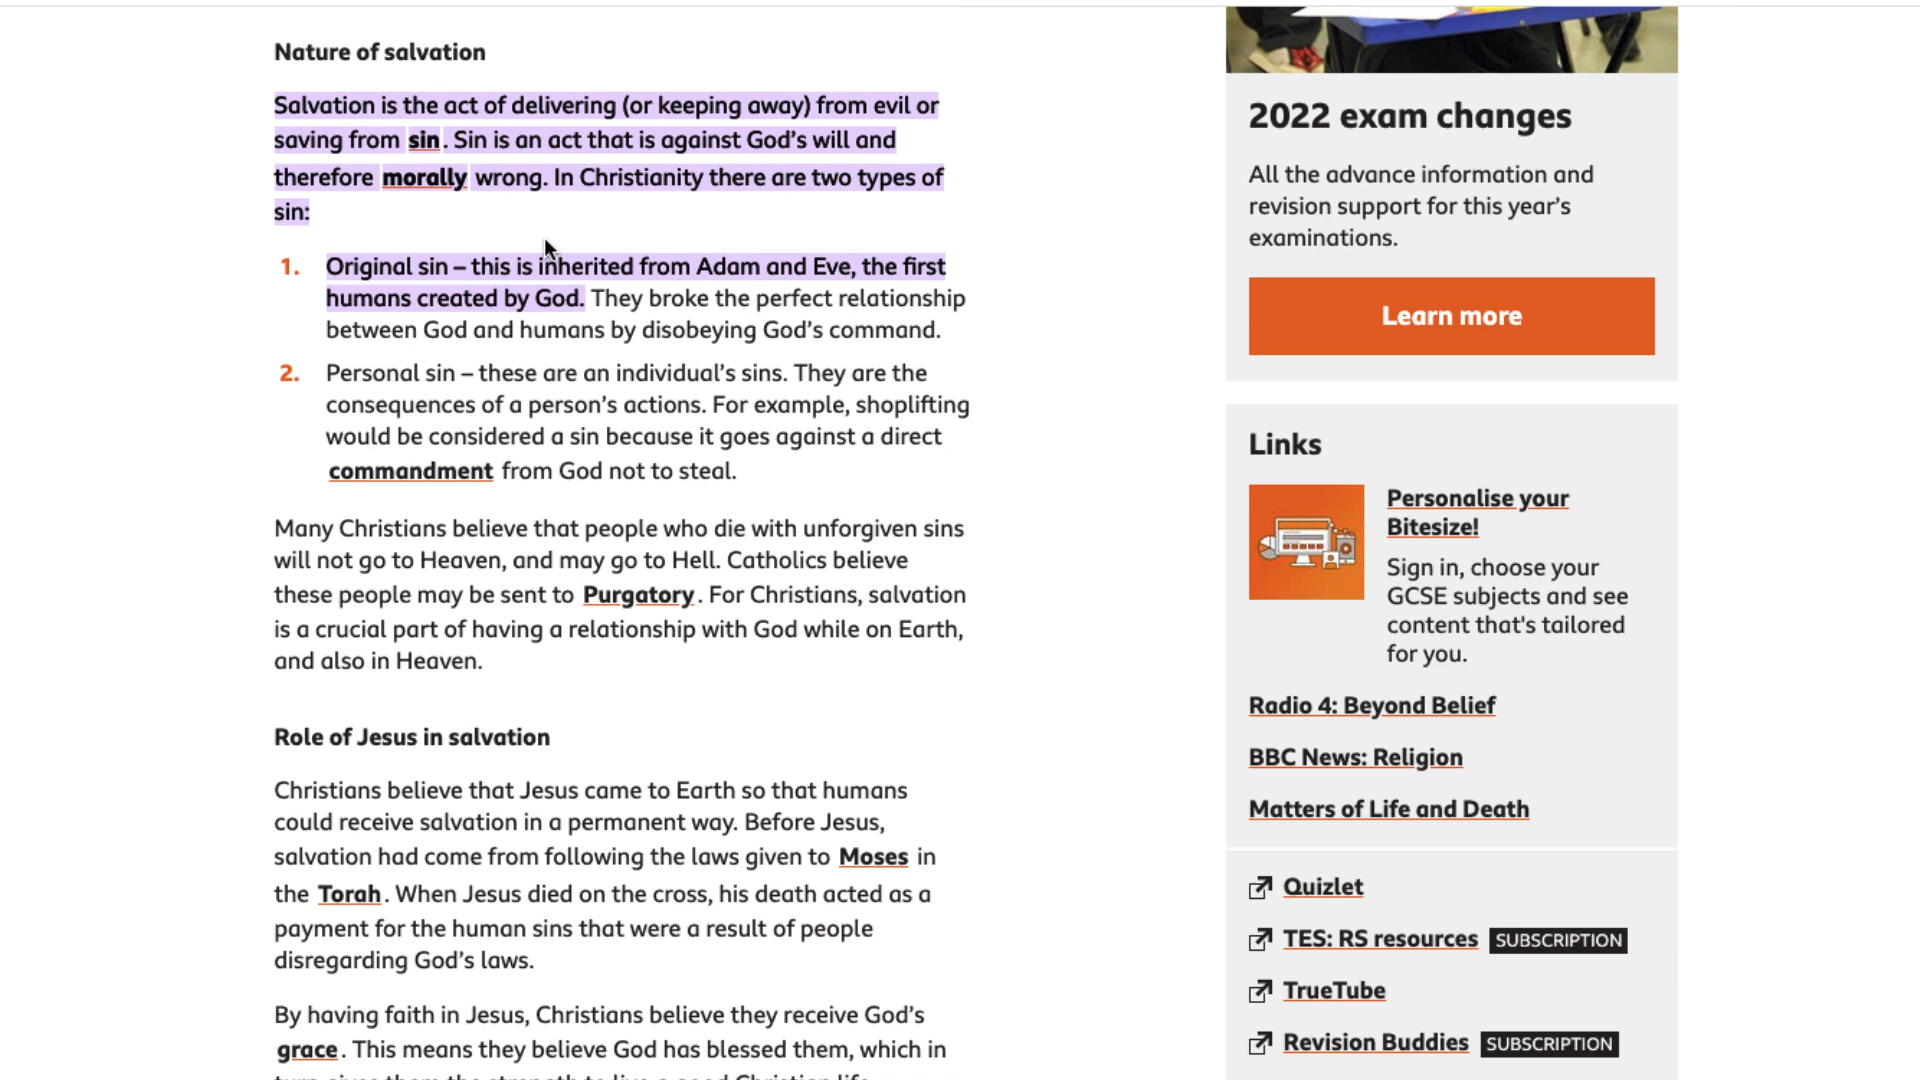 Nature of salvation
Salvation is the act of delivering (or keeping away) from evil or
saving from sin. Sin is an act that is against God's will and
therefore morally wrong. In Christianity there are two types of
sin:
1. Original sin – this is inherited from Adam and Eve, the first
humans created by God. They broke the perfect relationship
between God and humans by disobeying God's command.
2. Personal sin – these are an individual's sins. They are the
consequences of a person's actions. For example, shoplifting
would be considered a sin because it goes against a direct
commandment from God not to steal.
Many Christians believe that people who die with unforgiven sins
will not go to Heaven, and may go to Hell. Catholics believe
these people may be sent to Purgatory. For Christians, salvation
is a crucial part of having a relationship with God while on Earth,
and also in Heaven.
Role of Jesus in salvation
Christians believe that Jesus came to Earth so that humans
could receive salvation in a permanent way. Before Jesus,
salvation had come from following the laws given to Moses in
the Torah. When Jesus died on the cross, his death acted as a
payment for the human sins that were a result of people
disregarding God's laws.
By having faith in Jesus, Christians believe they receive God's
grace. This means they believe God has blessed them, which in
turn gives them the strength to live a good Christian life.
2022 exam changes
All the advance information and
revision support for this year's
examinations.
Learn more
Links
Personalise your
Bitesize!
Sign in, choose your
GCSE subjects and see
content that's tailored
for you.
Radio 4: Beyond Belief
BBC News: Religion
Matters of Life and Death
Quizlet
TES: RS resources SUBSCRIPTION
TrueTube
Revision Buddies SUBSCRIPTION